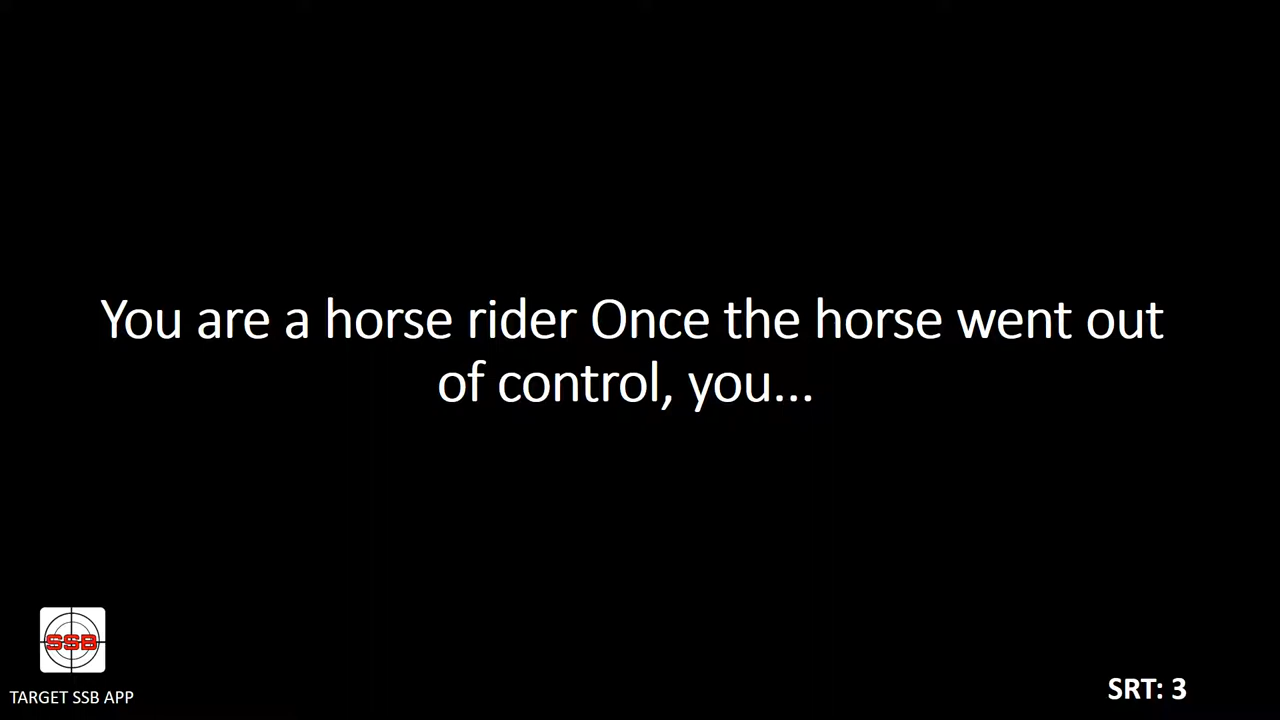 You are a horse rider Once the horse went out
of control, you...
SSB
TARGET SSB APP
SRT: 3